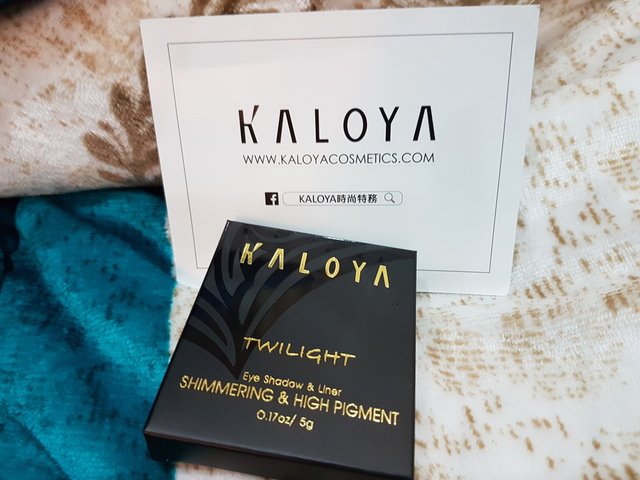 KALOYA
WWW.KALOYACOSMETICS.COM
KALOYA時尚特務
KALOYA
TWILIGHT
Eye Shadow & Liner
SHIMMERING & HIGH PIGMENT
0.17oz/ 5g